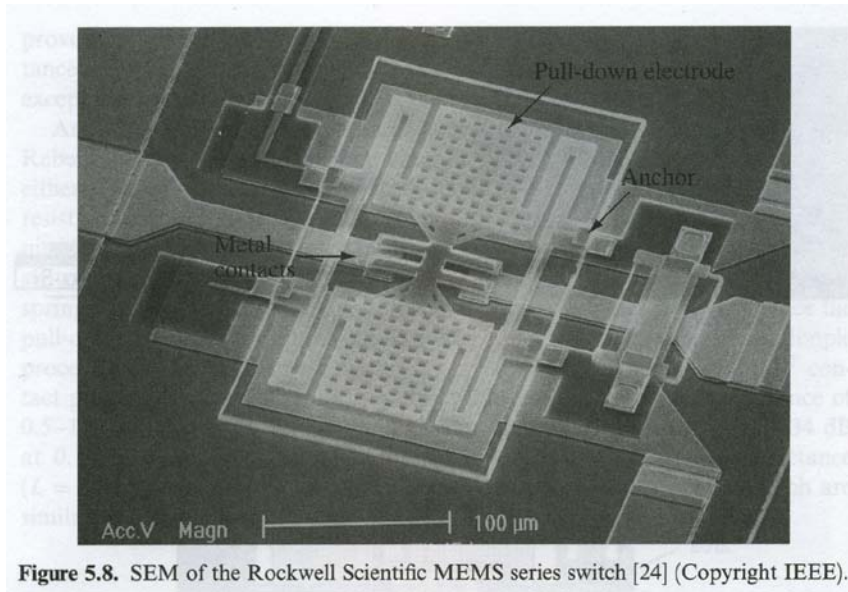 Pull-down electrode
Anchor
Metal
contacts
Acc.V Magn
100 μm
Figure 5.8. SEM of the Rockwell Scientific MEMS series switch [24] (Copyright IEEE).